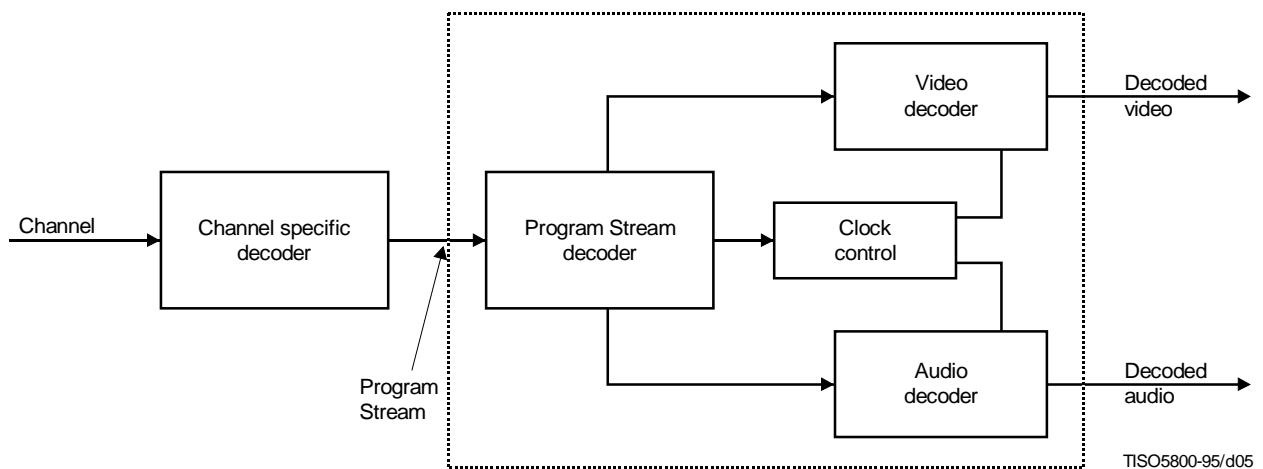 Channel
Channel specific
decoder
Program
Stream
Program Stream
decoder
Clock
control
Video
decoder
Decoded
video
Audio
decoder
Decoded
audio
TISO5800-95/d05